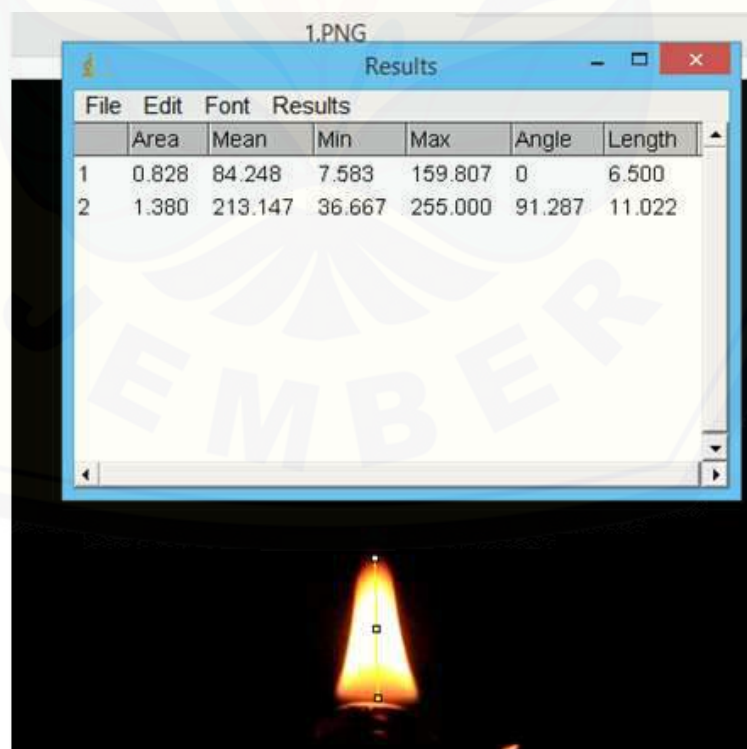 1.PNG
Results
File Edit Font Results
Area Mean Min Max Angle Length
1 0.828 84.248 7.583 159.807 0 6.500
2 1.380 213.147 36.667 255.000 91.287 11.022
JEMBER